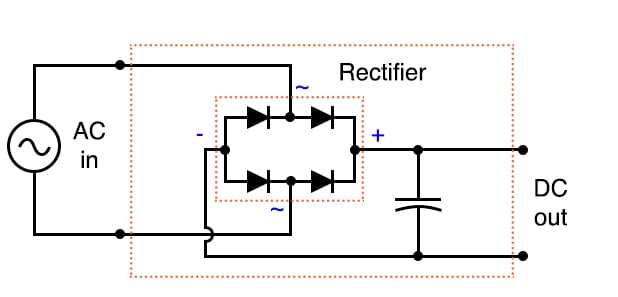 Rectifier
~
AC
in
-
+
~
DC
out